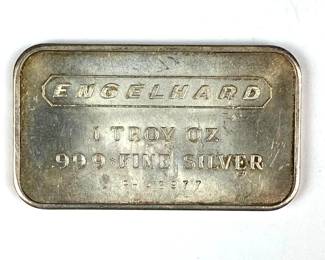 ENGELHARD
1 TROY OZ
.999+FINE SILVER